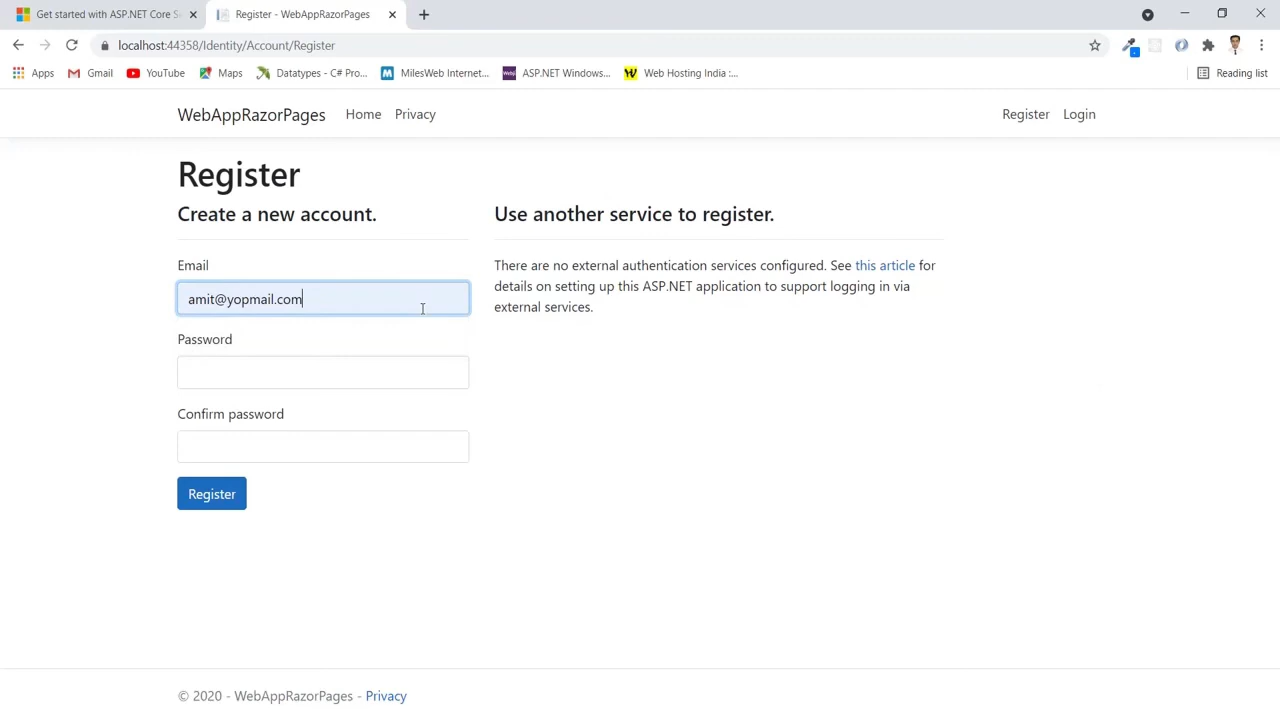 Get started with ASP.NET Core S
Register - WebAppRazorPages
localhost:44358/Identity/Account/Register
Apps
Gmail
YouTube
Maps
Datatypes - C# Pro...
MilesWeb Internet...
ASP.NET Windows...
Web Hosting India :...
Reading list
WebAppRazorPages
Home
Privacy
Register
Login
Register
Create a new account.
Use another service to register.
Email
There are no external authentication services configured. See this article for
details on setting up this ASP.NET application to support logging in via
external services.
amit@yopmail.com
Password
Confirm password
Register
© 2020 - WebAppRazorPages - Privacy